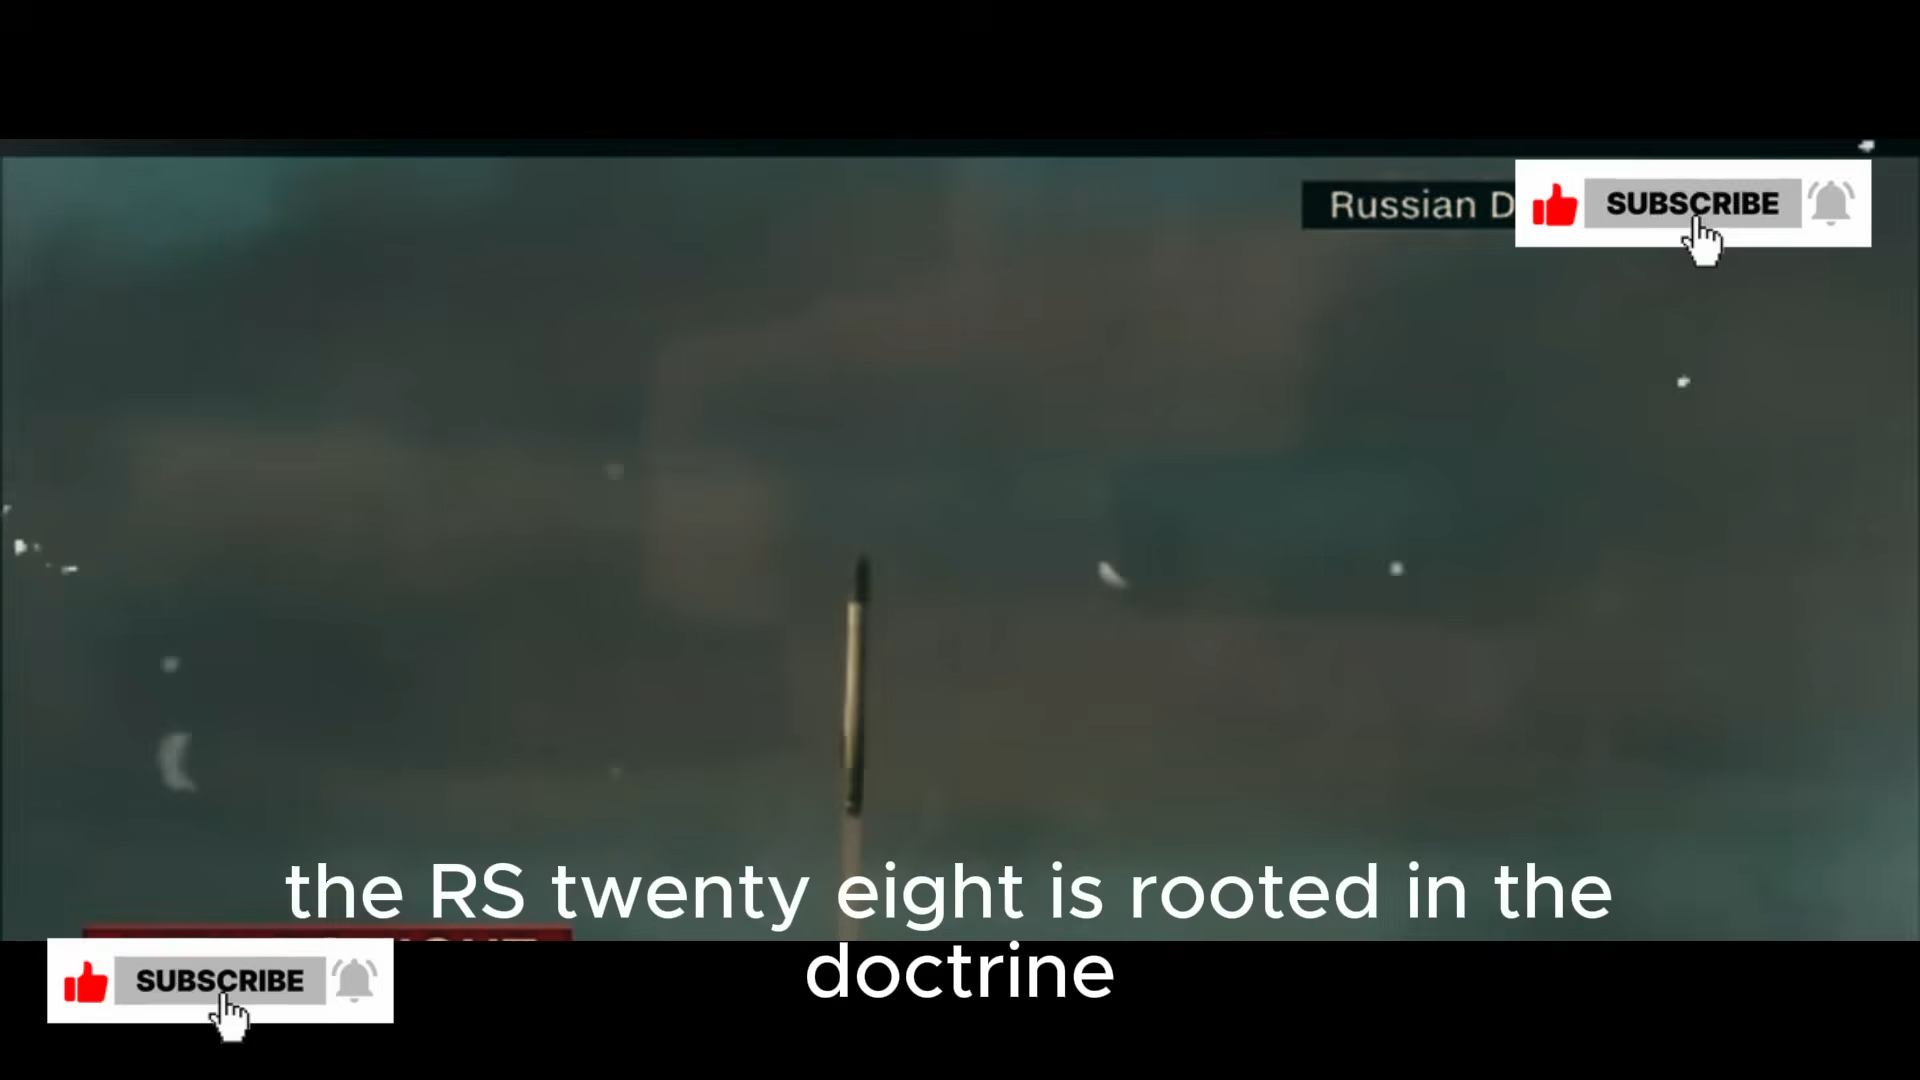 Russian D
SUBSCRIBE
the RS twenty eight is rooted in the
doctrine
SUBSCRIBE